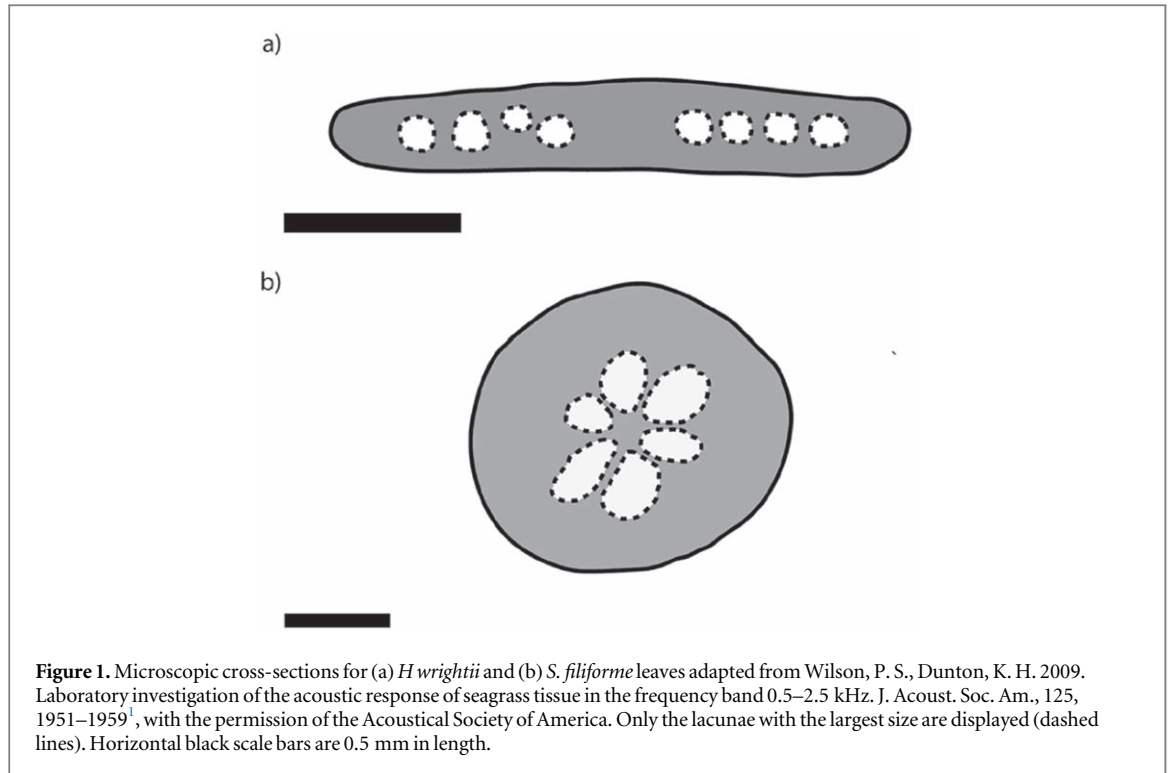 a)
b)
Figure 1. Microscopic cross-sections for (a) H wrightii and (b) S. filiforme leaves adapted from Wilson, P. S., Dunton, K. H. 2009.
Laboratory investigation of the acoustic response of seagrass tissue in the frequency band 0.5–2.5 kHz. J. Acoust. Soc. Am., 125,
1951–1959¹, with the permission of the Acoustical Society of America. Only the lacunae with the largest size are displayed (dashed
lines). Horizontal black scale bars are 0.5 mm in length.